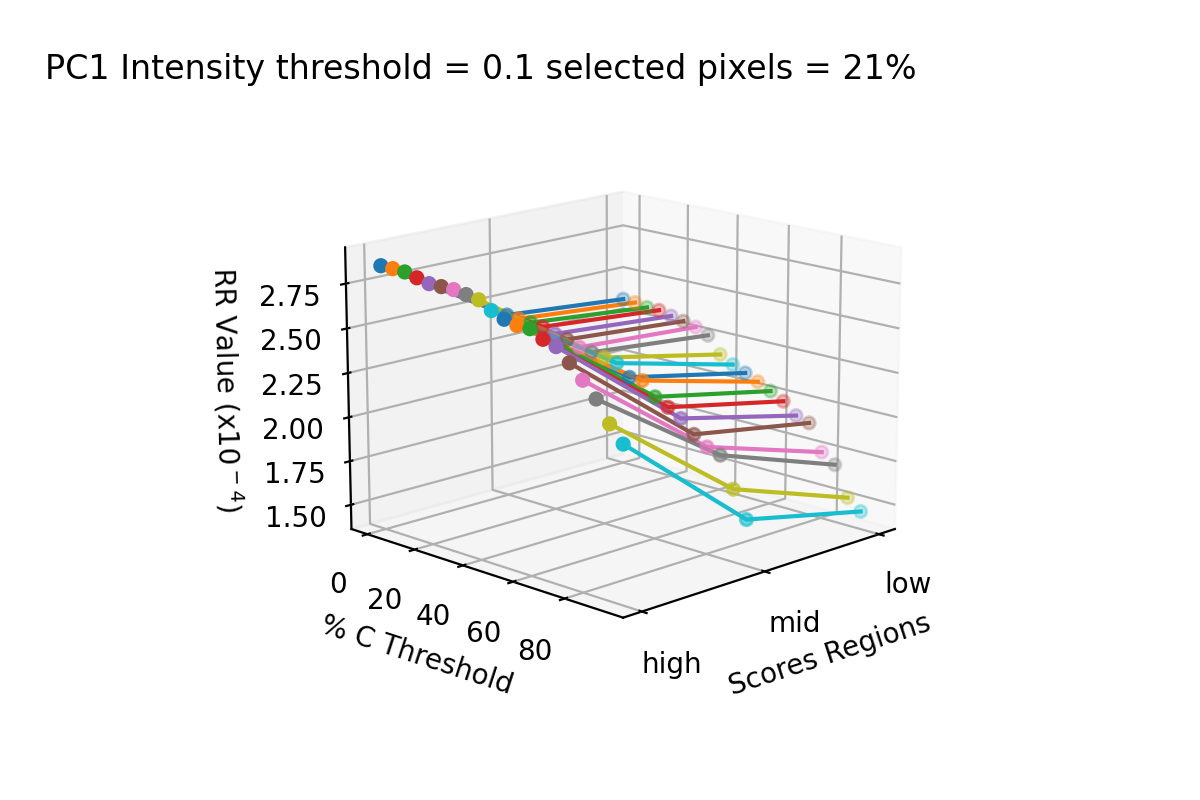 PC1 Intensity threshold = 0.1 selected pixels = 21%
RR Value (x10⁻⁴)
2.75
2.50
2.25
2.00
1.75
1.50
0
20
40
60
80
% C Threshold
high
mid
low
Scores Regions